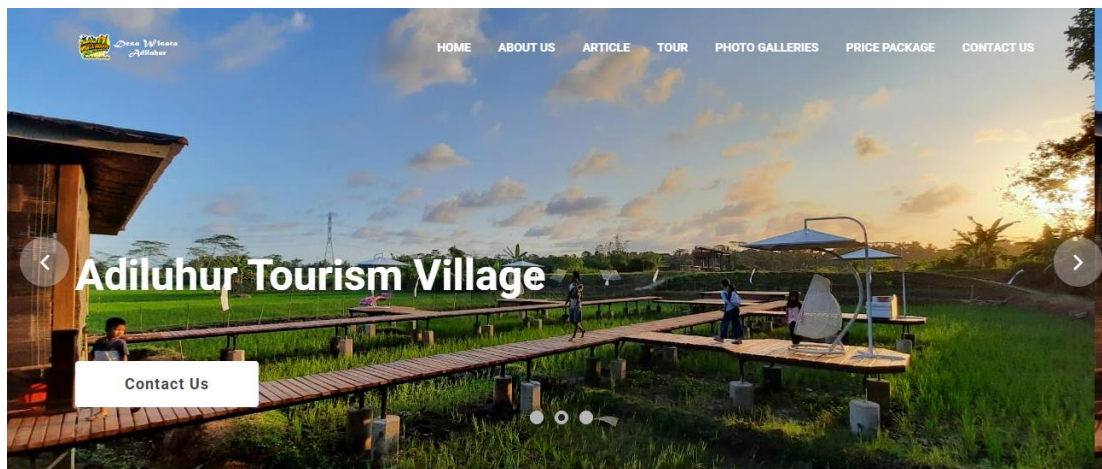 Desa Wisata
Adiluhur
HOME ABOUT US ARTICLE TOUR PHOTO GALLERIES PRICE PACKAGE CONTACT US
Adiluhur Tourism Village
Contact Us